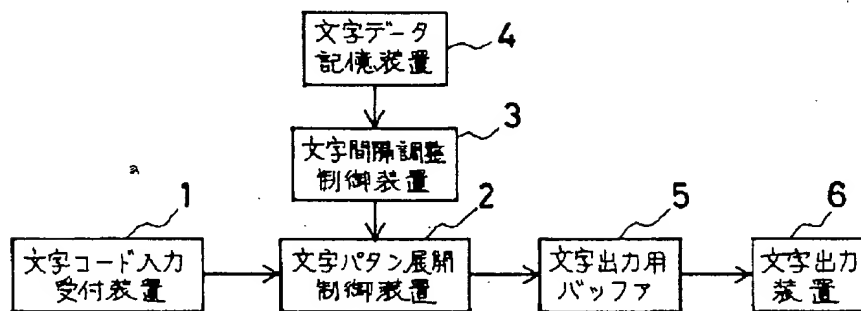 文字データ
記憶装置
4
文字間隔調整
制御装置
3
文字コード入力
受付装置
1
文字パタン展開
制御装置
2
文字出力用
バッファ
5
文字出力
装置
6